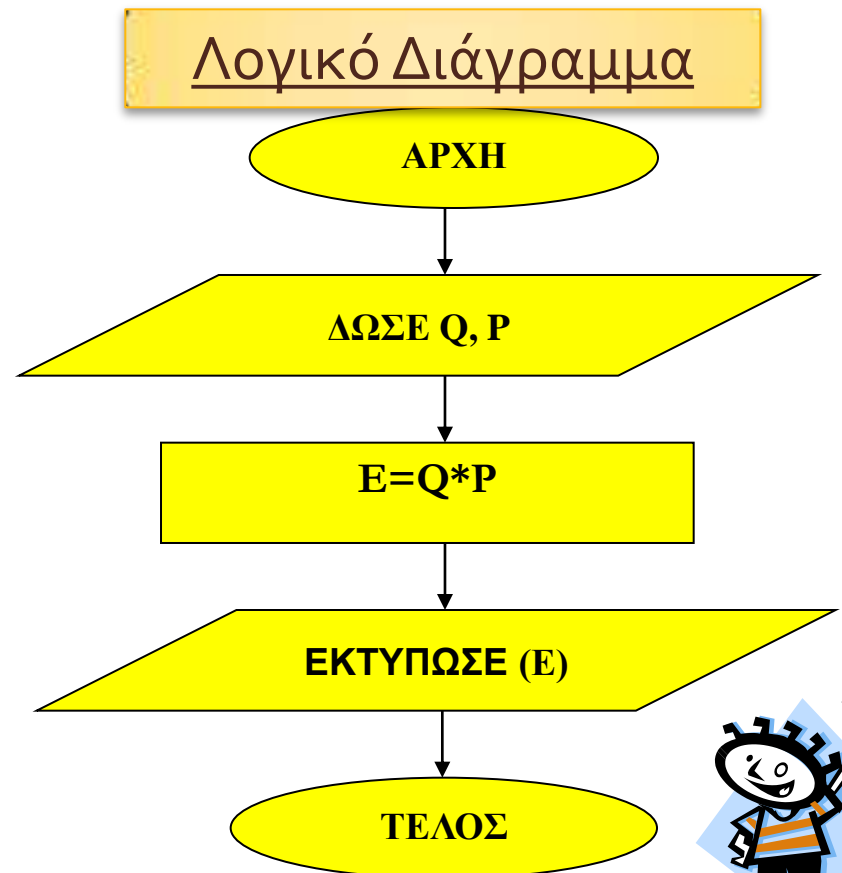 Λογικό Διάγραμμα
ΑΡΧΗ
ΔΩΣΕ Q, P
E=Q*P
ΕΚΤΥΠΩΣΕ (E)
ΤΕΛΟΣ